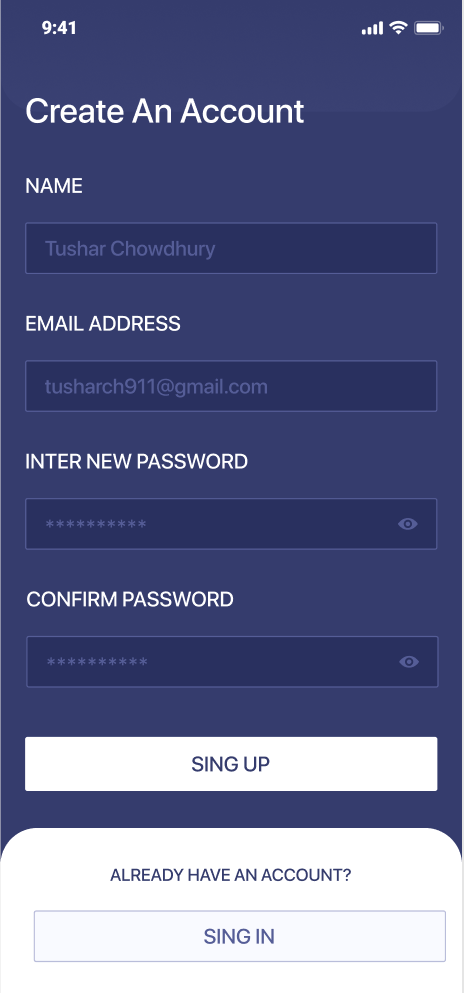 9:41
Create An Account
NAME
Tushar Chowdhury
EMAIL ADDRESS
tusharch911@gmail.com
INTER NEW PASSWORD
**********
CONFIRM PASSWORD
**********
SING UP
ALREADY HAVE AN ACCOUNT?
SING IN